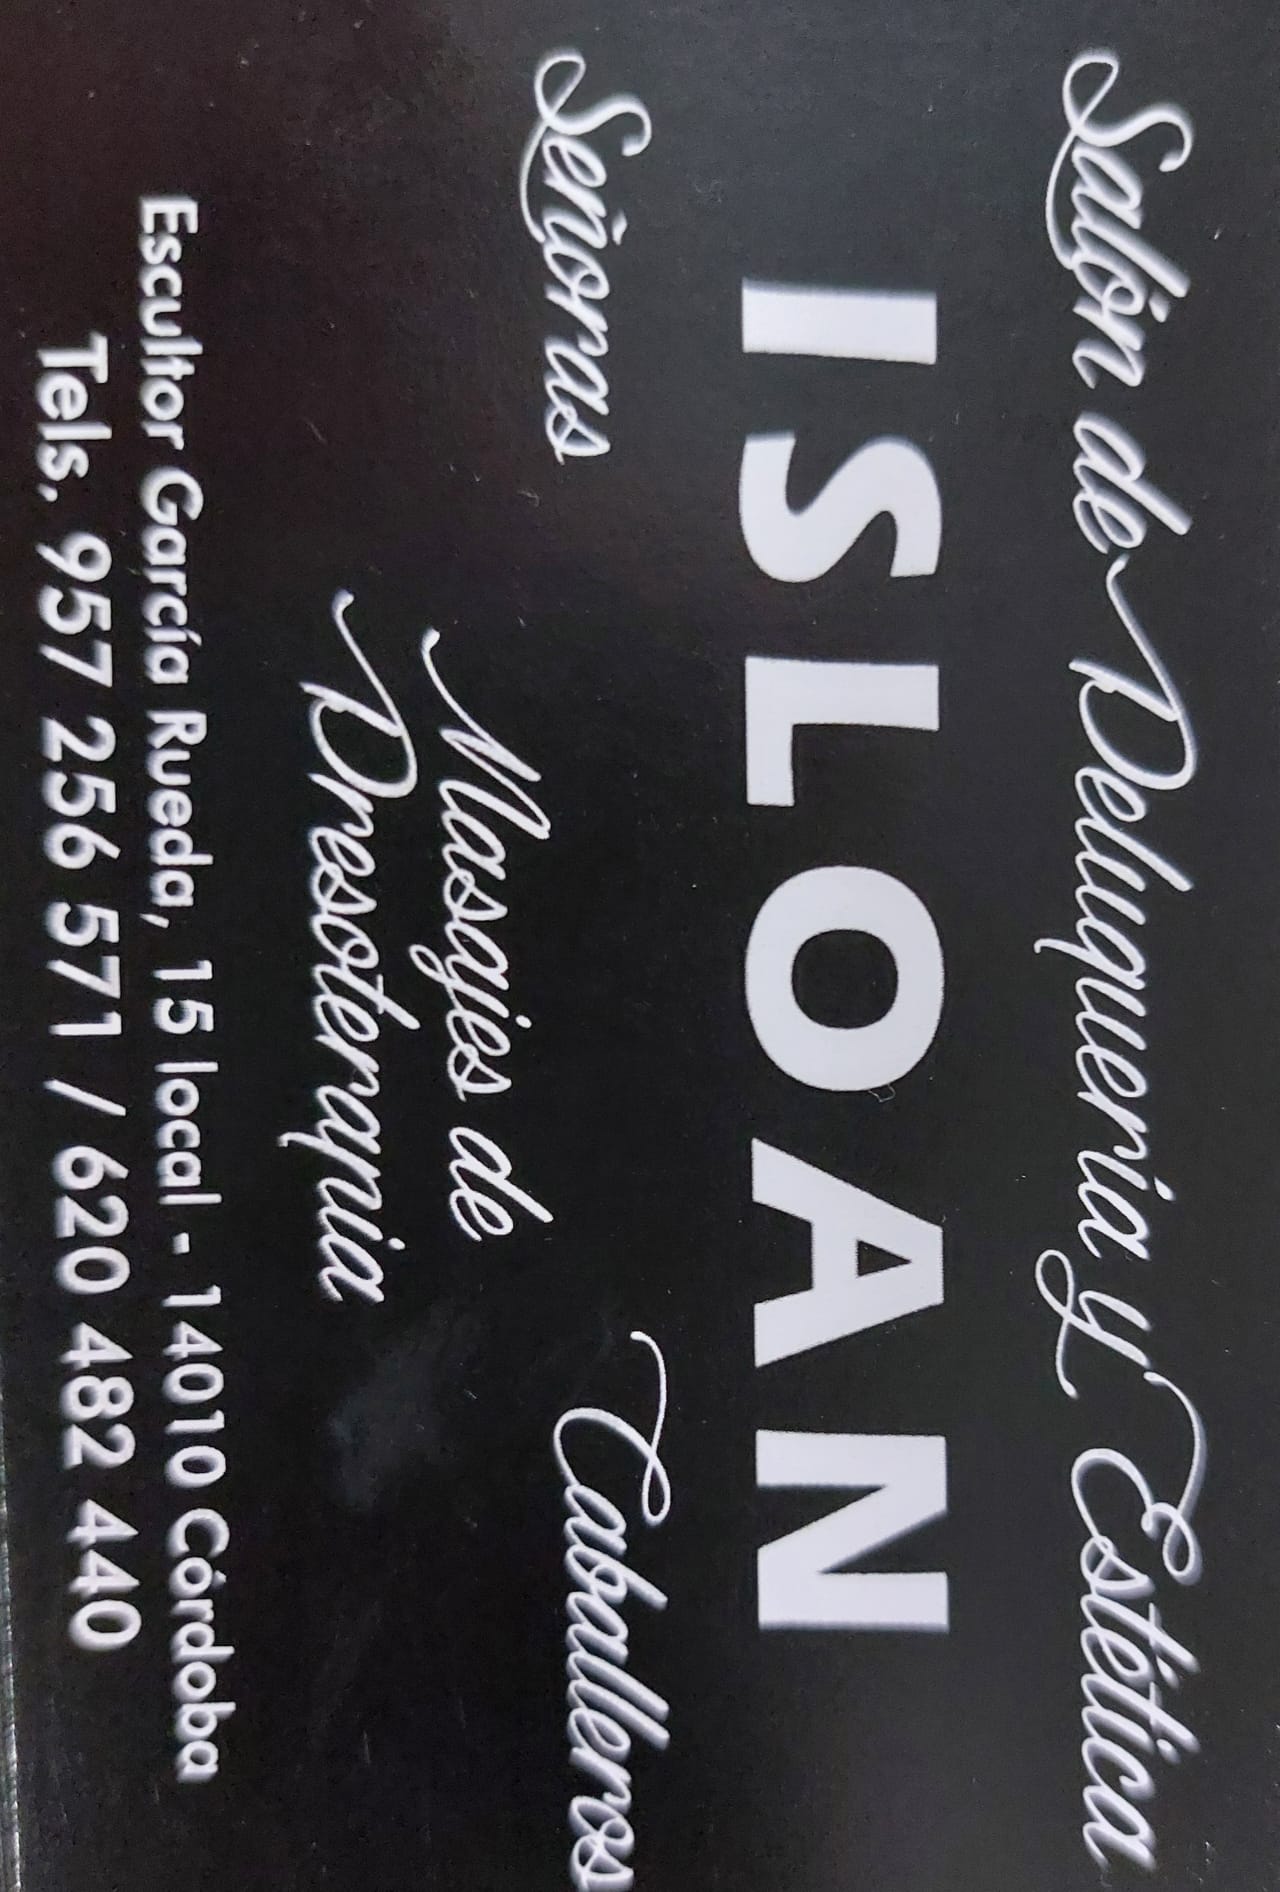 Salón de Peluquería y Estética
ISLOAN
Señoras Caballeros
Masajes de
Presoterapia
Escultor García Rueda, 15 local - 14010 Córdoba
Tels. 957 256 571 / 620 482 440